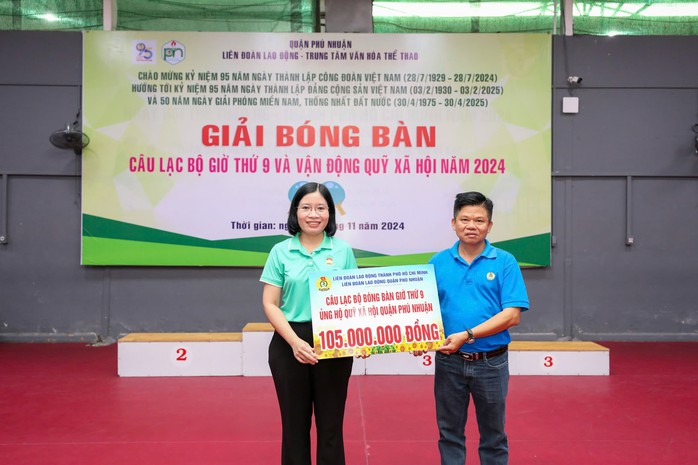 QUẬN PHÚ NHUẬN
LIÊN ĐOÀN LAO ĐỘNG - TRUNG TÂM VĂN HÓA THỂ THAO
CHÀO MỪNG KỶ NIỆM 95 NĂM NGÀY THÀNH LẬP CÔNG ĐOÀN VIỆT NAM (28/7/1929 - 28/7/2024)
HƯỚNG TỚI KỶ NIỆM 95 NĂM NGÀY THÀNH LẬP ĐẢNG CỘNG SẢN VIỆT NAM (03/2/1930 - 03/2/2025)
VÀ 50 NĂM NGÀY GIẢI PHÓNG MIỀN NAM, THỐNG NHẤT ĐẤT NƯỚC (30/4/1975 - 30/4/2025)
GIẢI BÓNG BÀN
CÂU LẠC BỘ GIỜ THỨ 9 VÀ VẬN ĐỘNG QUỸ XÃ HỘI NĂM 2024
Thời gian: 11 năm 2024
LIÊN ĐOÀN LAO ĐỘNG THÀNH PHỐ HỒ CHÍ MINH
LIÊN ĐOÀN LAO ĐỘNG QUẬN PHÚ NHUẬN
CÂU LẠC BỘ BÓNG BÀN GIỜ THỨ 9
ỦNG HỘ QUỸ XÃ HỘI QUẬN PHÚ NHUẬN
105.000.000 ĐỒNG
2
3
3